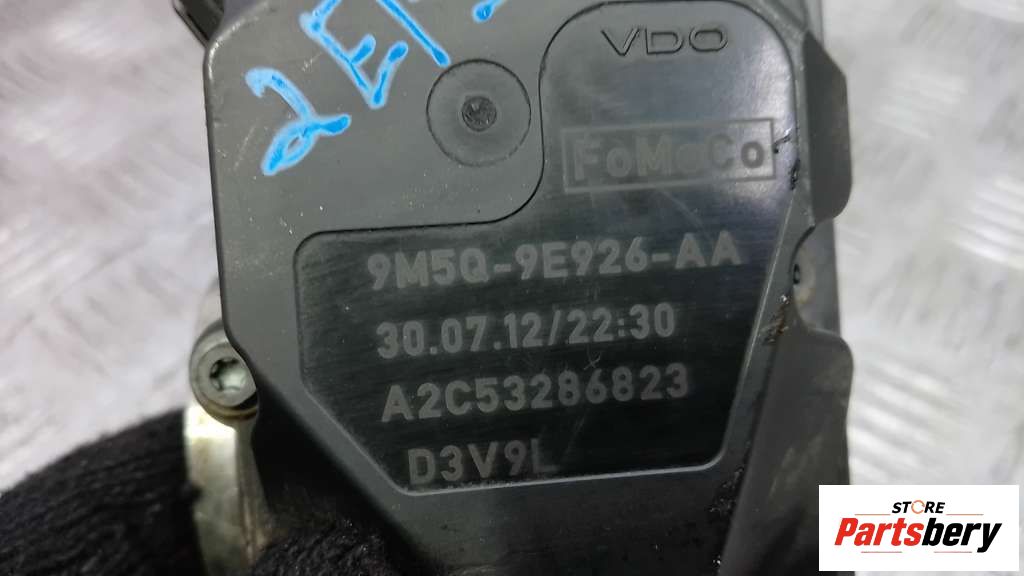 VDO
FoMoCo
9M5Q-9E926-AA
30.07.12/22:30
A2C53286823
D3V9L
STORE
Partsbery